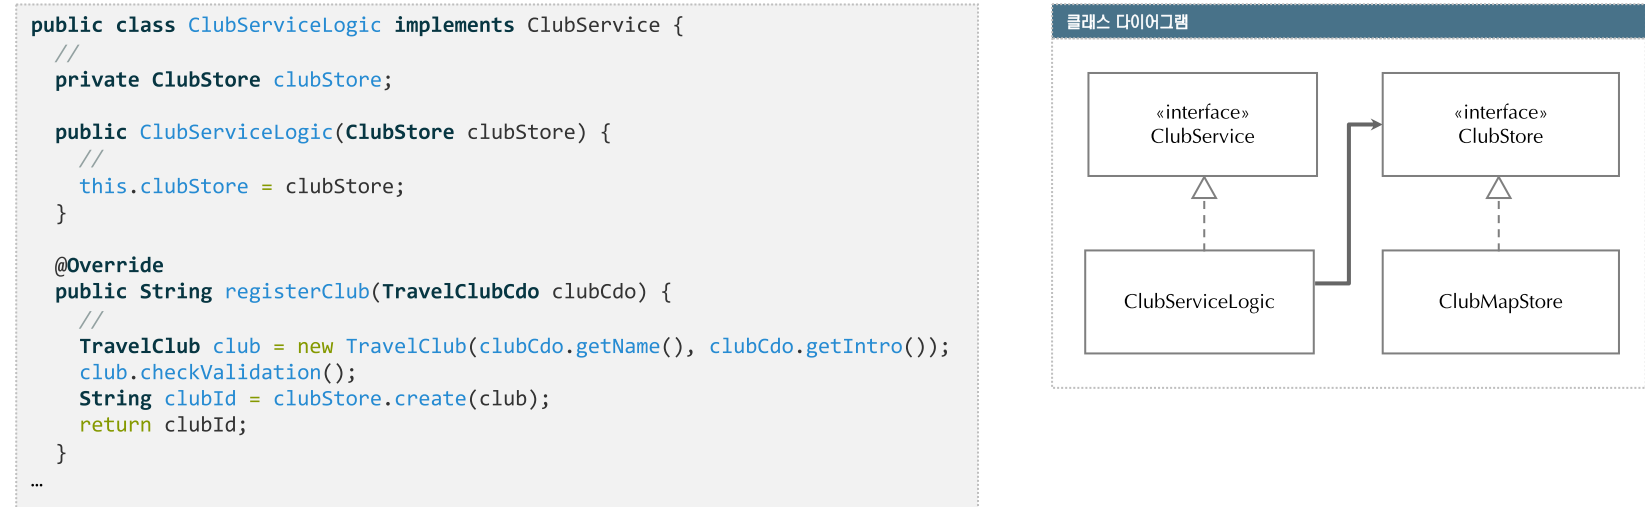 public class ClubServiceLogic implements ClubService {
//
private ClubStore clubStore;
public ClubServiceLogic(ClubStore clubStore) {
//
this.clubStore = clubStore;
}
@Override
public String registerClub(TravelClubCdo clubCdo) {
//
TravelClub club = new TravelClub(clubCdo.getName(), clubCdo.getIntro());
club.checkValidation();
String clubId = clubStore.create(club);
return clubId;
}
…
클래스 다이어그램
«interface»
ClubService
«interface»
ClubStore
ClubServiceLogic
ClubMapStore